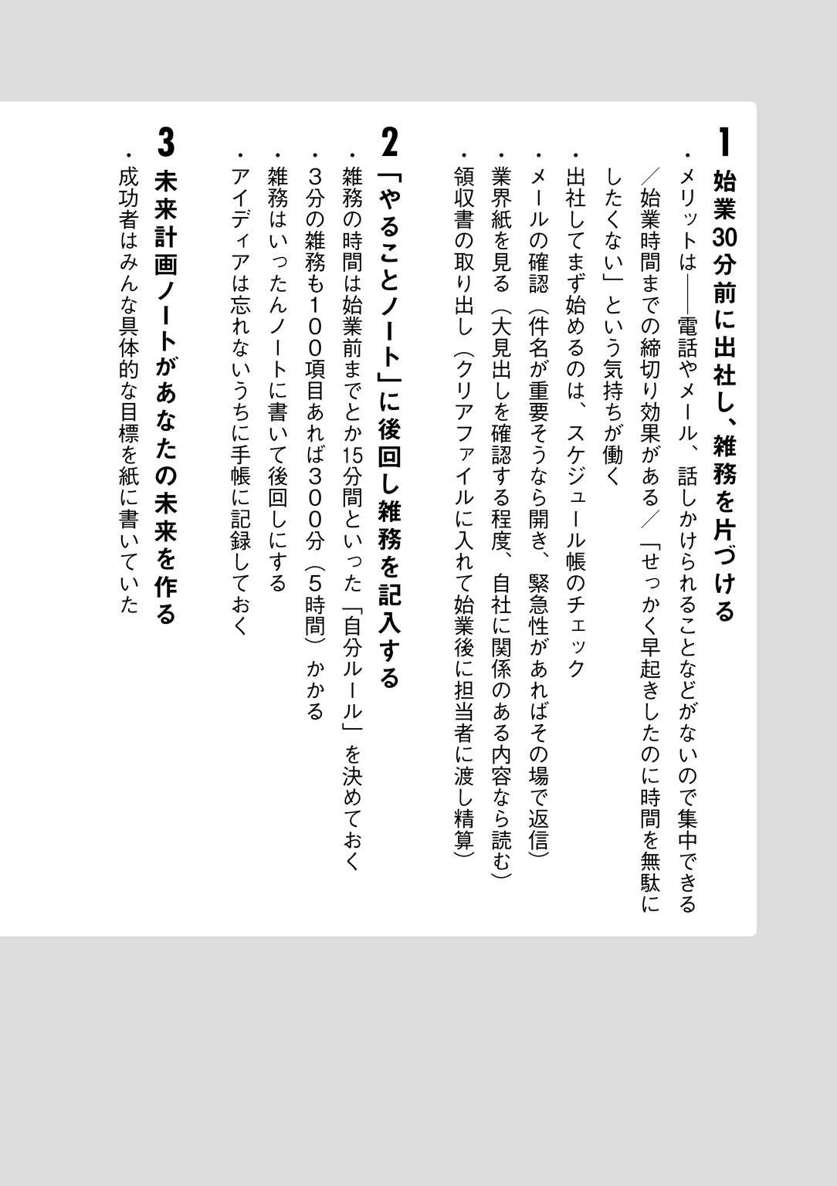 1 始業30分前に出社し、雑務を片づける
・メリットは──電話やメール、話しかけられることなどがないので集中できる
／始業時間までの締切り効果がある／「せっかく早起きしたのに時間を無駄に
したくない」という気持ちが働く
・出社してまず始めるのは、スケジュール帳のチェック
・メールの確認（件名が重要そうなら開き、緊急性があればその場で返信）
・業界紙を見る（大見出しを確認する程度、自社に関係のある内容なら読む）
・領収書の取り出し（クリアファイルに入れて始業後に担当者に渡し精算）
2 「やることノート」に後回し雑務を記入する
・雑務の時間は始業前までとか15分間といった「自分ルール」を決めておく
・3分の雑務も100項目あれば300分（5時間）かかる
・雑務はいったんノートに書いて後回しにする
・アイディアは忘れないうちに手帳に記録しておく
3 未来計画ノートがあなたの未来を作る
・成功者はみんな具体的な目標を紙に書いていた